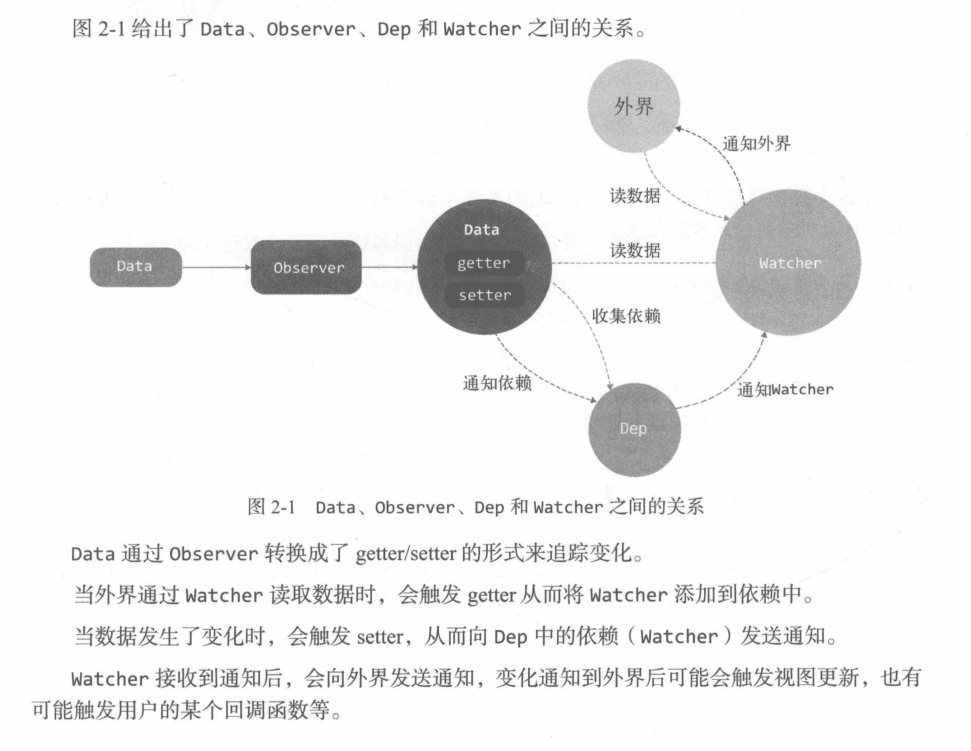 图 2-1 给出了 Data、Observer、Dep 和 Watcher 之间的关系。
外界
通知外界
读数据
Data
Observer
Data
getter
setter
读数据
Watcher
收集依赖
通知依赖
通知Watcher
Dep
图 2-1 Data、Observer、Dep 和 Watcher 之间的关系
Data 通过 Observer 转换成了 getter/setter 的形式来追踪变化。
当外界通过 Watcher 读取数据时，会触发 getter 从而将 Watcher 添加到依赖中。
当数据发生了变化时，会触发 setter，从而向 Dep 中的依赖（Watcher）发送通知。
Watcher 接收到通知后，会向外界发送通知，变化通知到外界后可能会触发视图更新，也有
可能触发用户的某个回调函数等。